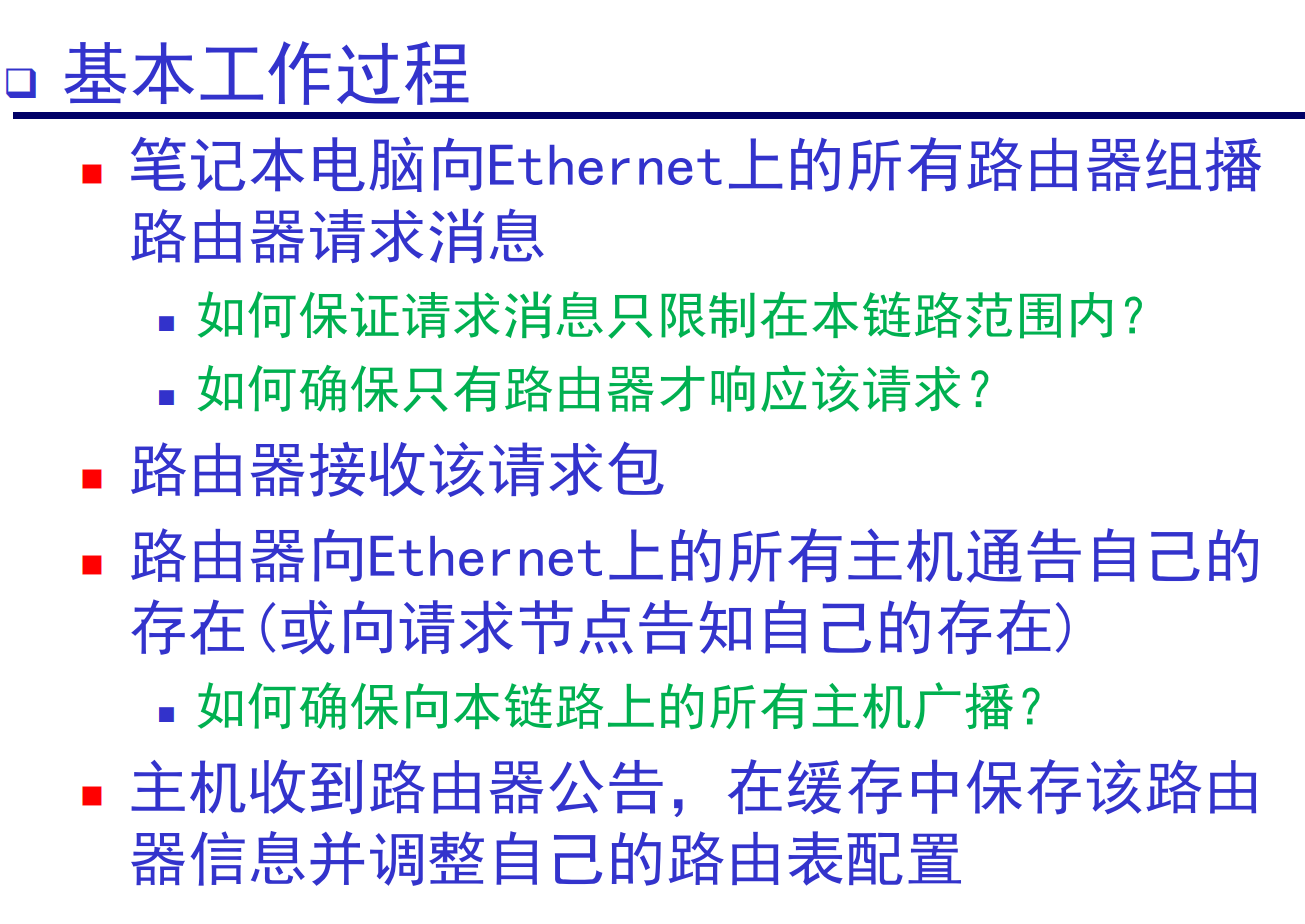 基本工作过程
笔记本电脑向Ethernet上的所有路由器组播
路由器请求消息
如何保证请求消息只限制在本链路范围内?
如何确保只有路由器才响应该请求?
路由器接收该请求包
路由器向Ethernet上的所有主机通告自己的
存在(或向请求节点告知自己的存在)
如何确保向本链路上的所有主机广播?
主机收到路由器公告，在缓存中保存该路由
器信息并调整自己的路由表配置